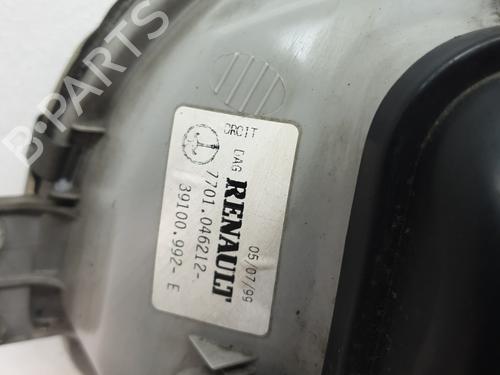 DROIT
DAG RENAULT 05/07/99
7701.046212-
39100.992- E
B-PARTS